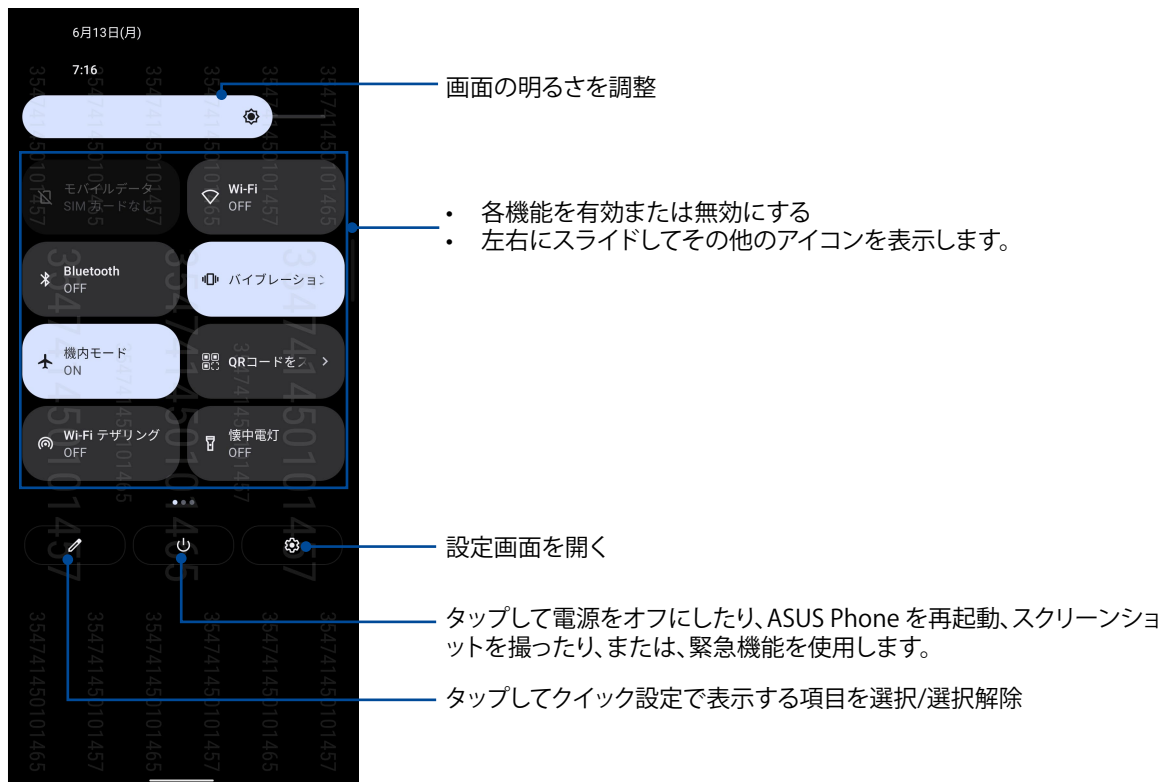 6月13日(月)
7:16
画面の明るさを調整
モバイルデータ
SIM カードなし
Wi-Fi
OFF
• 各機能を有効または無効にする
• 左右にスライドしてその他のアイコンを表示します。
Bluetooth
OFF
バイブレーション
機内モード
ON
QRコードをス
Wi-Fi テザリング
OFF
懐中電灯
OFF
設定画面を開く
タップして電源をオフにしたり、ASUS Phone を再起動、スクリーンショ
ットを撮ったり、または、緊急機能を使用します。
タップしてクイック設定で表示する項目を選択/選択解除